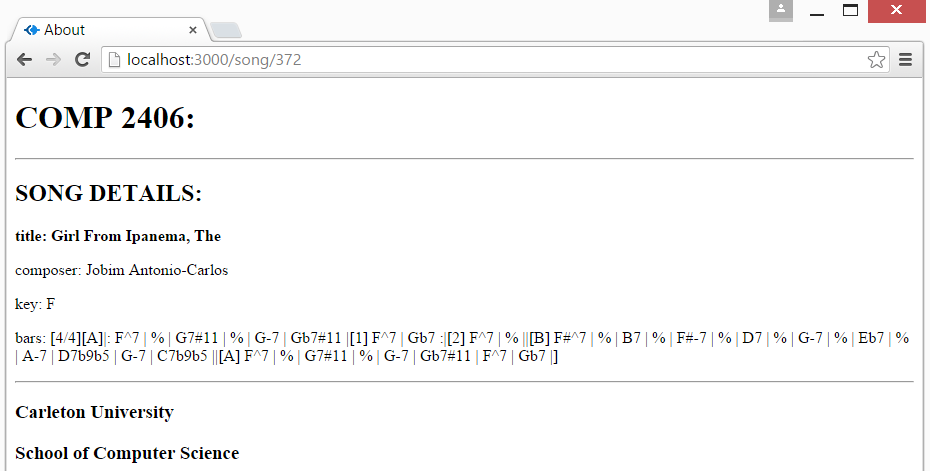 About
localhost:3000/song/372
COMP 2406:
SONG DETAILS:
title: Girl From Ipanema, The
composer: Jobim Antonio-Carlos
key: F
bars: [4/4][A]|: F^7 | % | G7#11 | % | G-7 | Gb7#11 |[1] F^7 | Gb7 :|[2] F^7 | % ||[B] F#^7 | % | B7 | % | F#-7 | % | D7 | % | G-7 | % | Eb7 | %
| A-7 | D7b9b5 | G-7 | C7b9b5 ||[A] F^7 | % | G7#11 | % | G-7 | Gb7#11 | F^7 | Gb7 |]
Carleton University
School of Computer Science